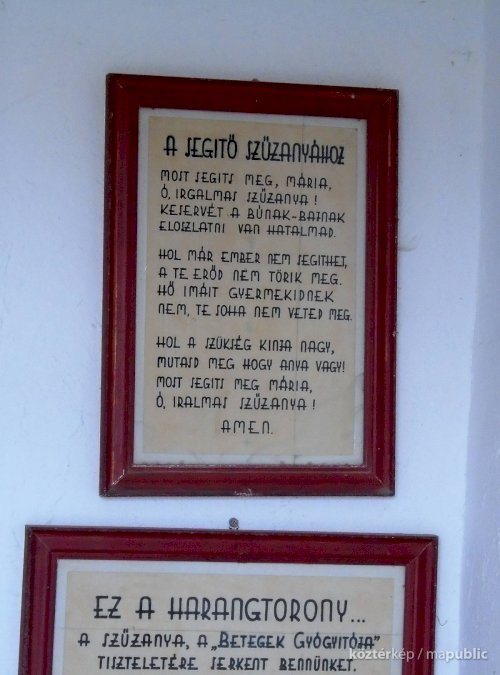 A SEGITŐ SZŰZANYÁHOZ
MOST SEGITS MEG, MÁRIA,
Ó, IRGALMAS SZŰZANYA!
KESERVÉT A BÚNAK-BAJNAK
ELOSZLATNI VAN HATALMAD.
HOL MÁR EMBER NEM SEGITHET,
A TE ERŐD NEM TÖRIK MEG.
HŐ IMÁIT GYERMEKIDNEK
NEM, TE SOHA NEM VETED MEG.
HOL A SZÜKSÉG KINJA NAGY,
MUTASD MEG HOGY ANYA VAGY!
MOST SEGITS MEG MÁRIA,
Ó, IRALMAS SZŰZANYA!
AMEN.
EZ A HARANGTORONY...
A SZŰZANYA, A „BETEGEK GYÓGYITÓJA"
TISZTELETÉRE SERKENT BENNÜNKET.
köztérkép / mapublic